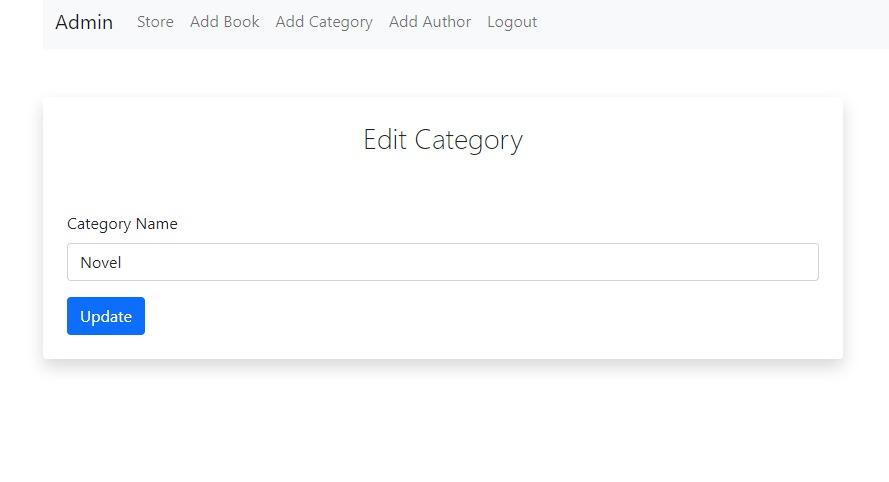 Admin Store Add Book Add Category Add Author Logout
Edit Category
Category Name
Novel
Update